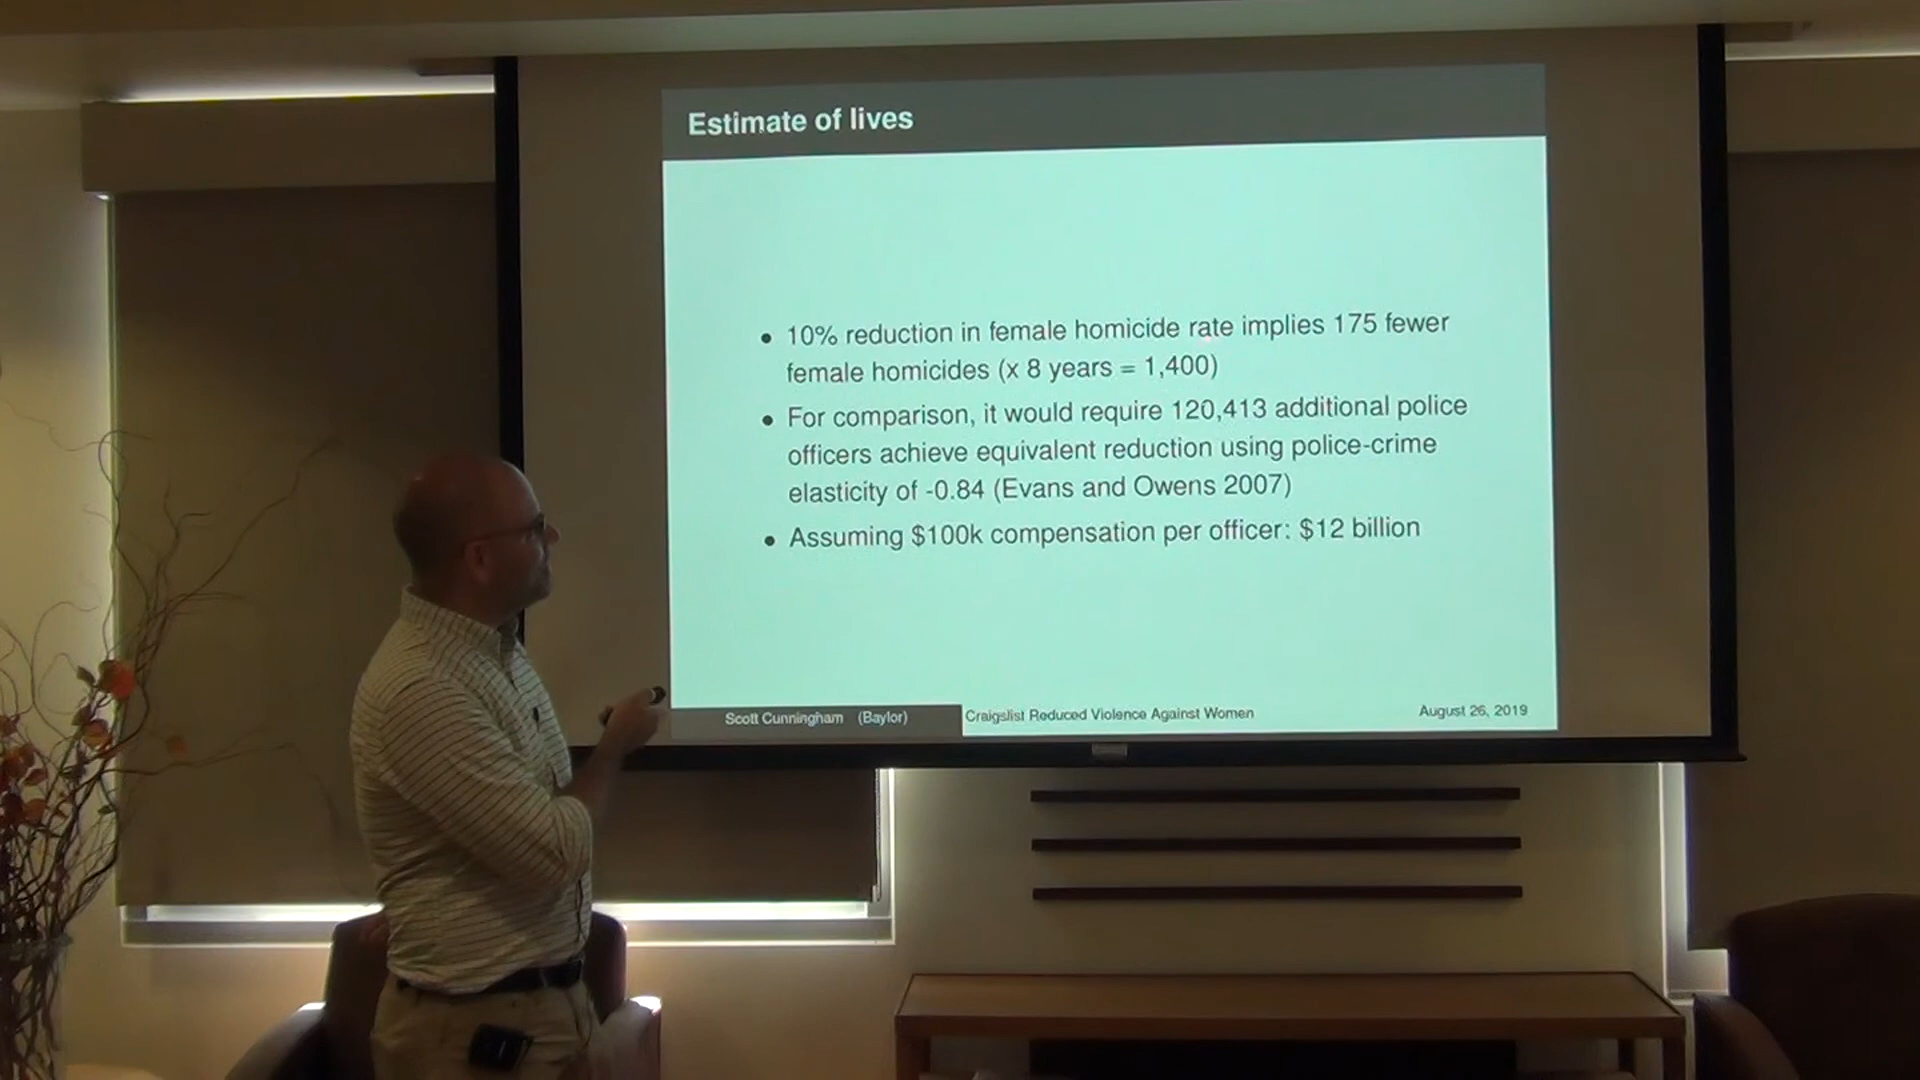 Estimate of lives
• 10% reduction in female homicide rate implies 175 fewer
female homicides (x 8 years = 1,400)
• For comparison, it would require 120,413 additional police
officers achieve equivalent reduction using police-crime
elasticity of -0.84 (Evans and Owens 2007)
• Assuming $100k compensation per officer: $12 billion
Scott Cunningham (Baylor) Craigslist Reduced Violence Against Women August 26, 2019